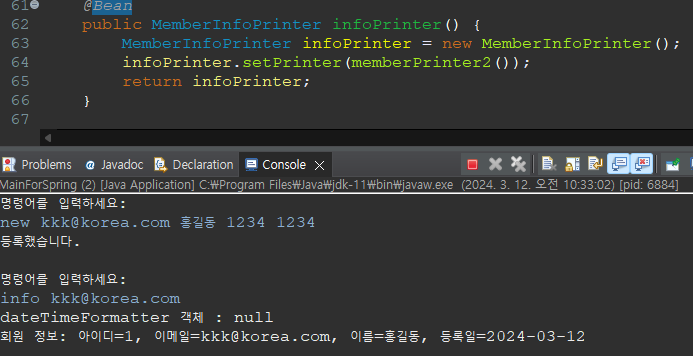 61 @Bean
62 public MemberInfoPrinter infoPrinter() {
63 MemberInfoPrinter infoPrinter = new MemberInfoPrinter();
64 infoPrinter.setPrinter(memberPrinter2());
65 return infoPrinter;
66 }
67
Problems @ Javadoc Declaration Console
MainForSpring (2) [Java Application] C:₩Program Files₩Java₩jdk-11₩bin₩javaw.exe (2024. 3. 12. 오전 10:33:02) [pid: 6884]
명령어를 입력하세요:
new kkk@korea.com 홍길동 1234 1234
등록했습니다.
명령어를 입력하세요:
info kkk@korea.com
dateTimeFormatter 객체 : null
회원 정보: 아이디=1, 이메일=kkk@korea.com, 이름=홍길동, 등록일=2024-03-12